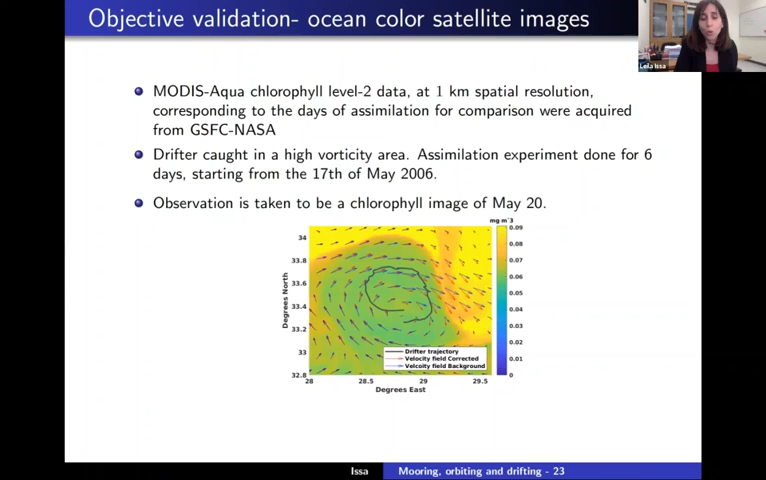 Objective validation- ocean color satellite images
Leila Issa
MODIS-Aqua chlorophyll level-2 data, at 1 km spatial resolution,
corresponding to the days of assimilation for comparison were acquired
from GSFC-NASA
Drifter caught in a high vorticity area. Assimilation experiment done for 6
days, starting from the 17th of May 2006.
Observation is taken to be a chlorophyll image of May 20.
mg m^3
34
33.8
33.6
33.4
33.2
33
32.8
Degrees North
28
28.5
29
29.5
Degrees East
Drifter trajectory
Velocity field Corrected
Velcoity field Background
0.09
0.08
0.07
0.06
0.05
0.04
0.03
0.02
0.01
0
Issa
Mooring, orbiting and drifting - 23